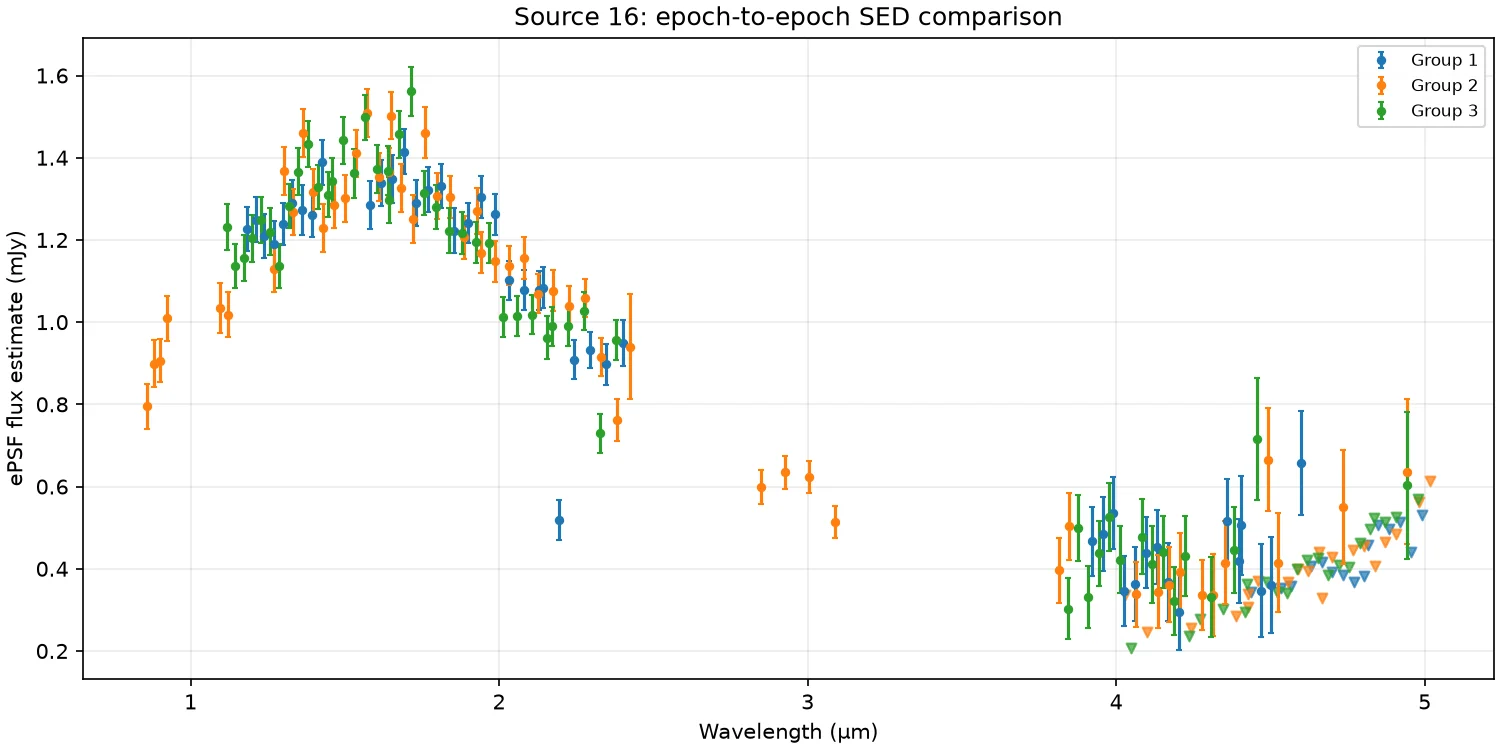 Source 16: epoch-to-epoch SED comparison
ePSF flux estimate (mJy)
1.6
1.4
1.2
1.0
0.8
0.6
0.4
0.2
Group 1
Group 2
Group 3
1 2 3 4 5
Wavelength (μm)